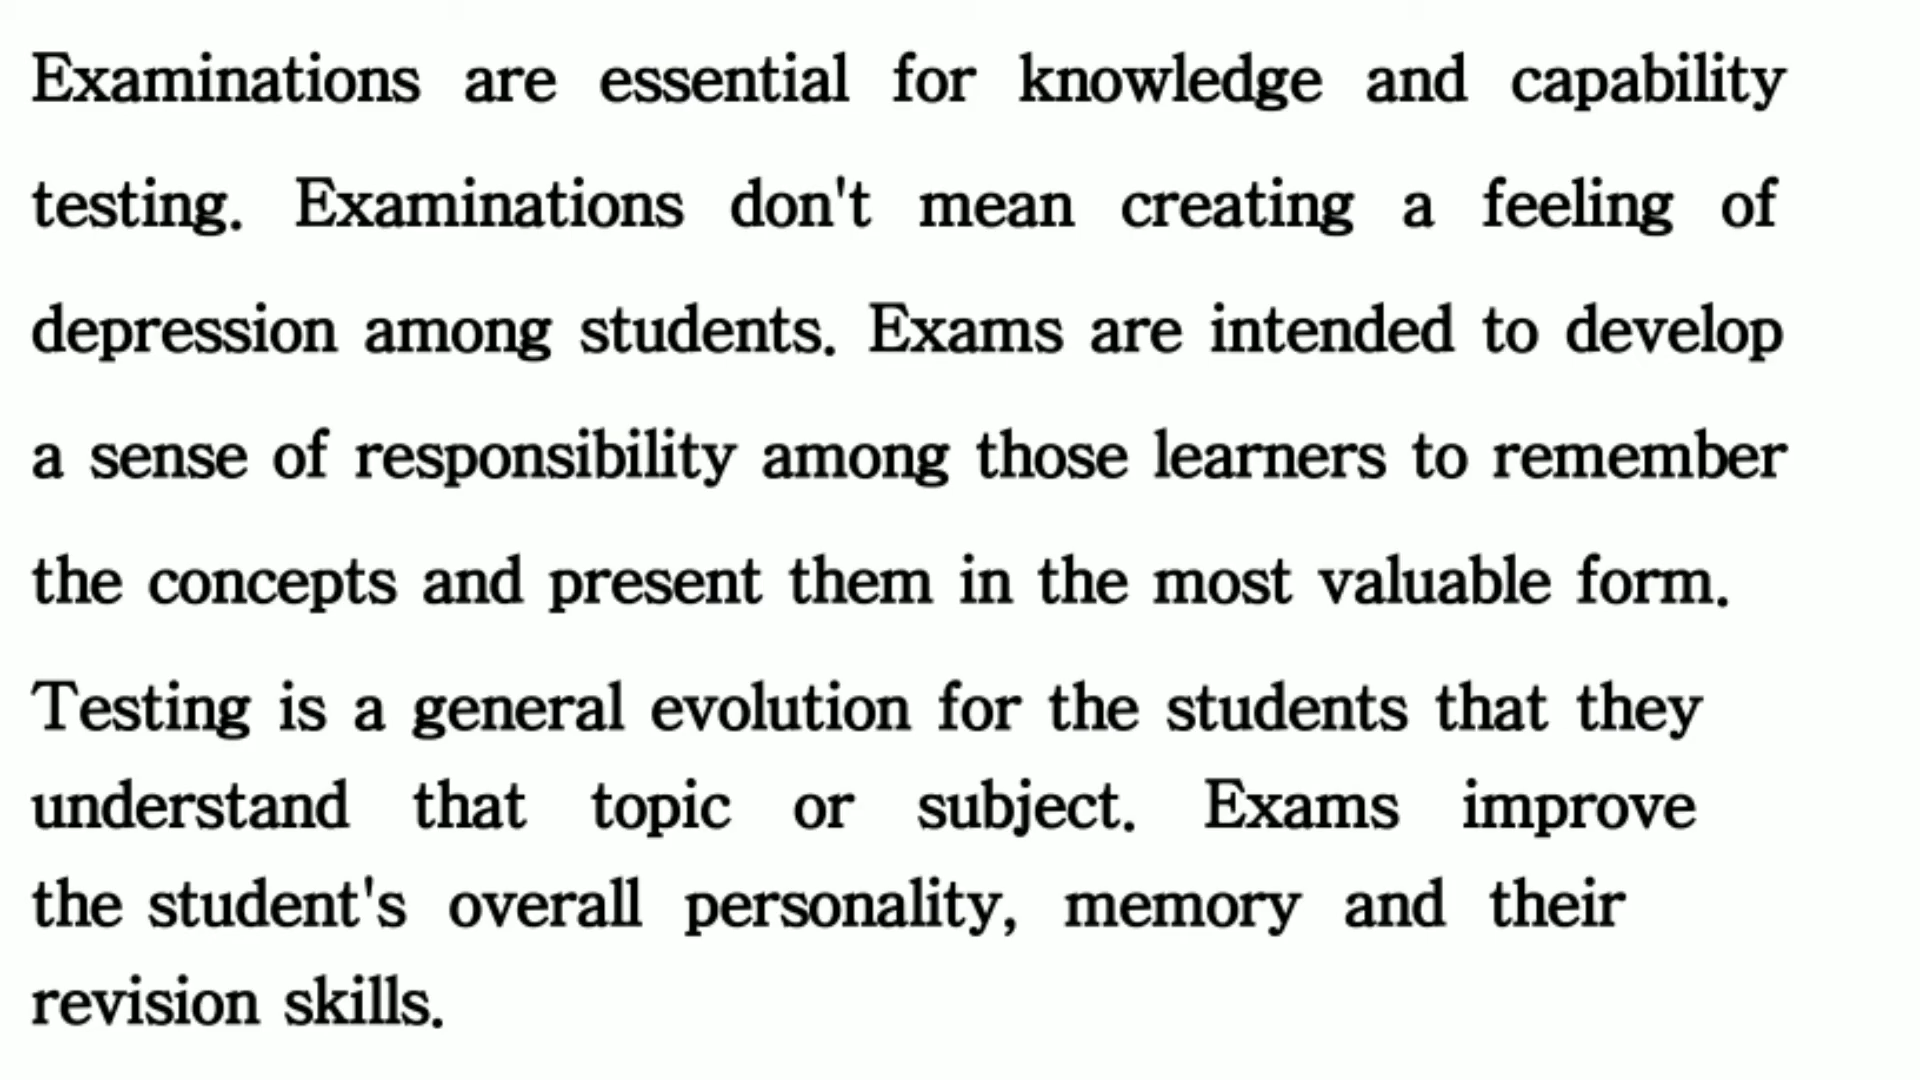 Examinations are essential for knowledge and capability
testing. Examinations don't mean creating a feeling of
depression among students. Exams are intended to develop
a sense of responsibility among those learners to remember
the concepts and present them in the most valuable form.
Testing is a general evolution for the students that they
understand that topic or subject. Exams improve
the student's overall personality, memory and their
revision skills.